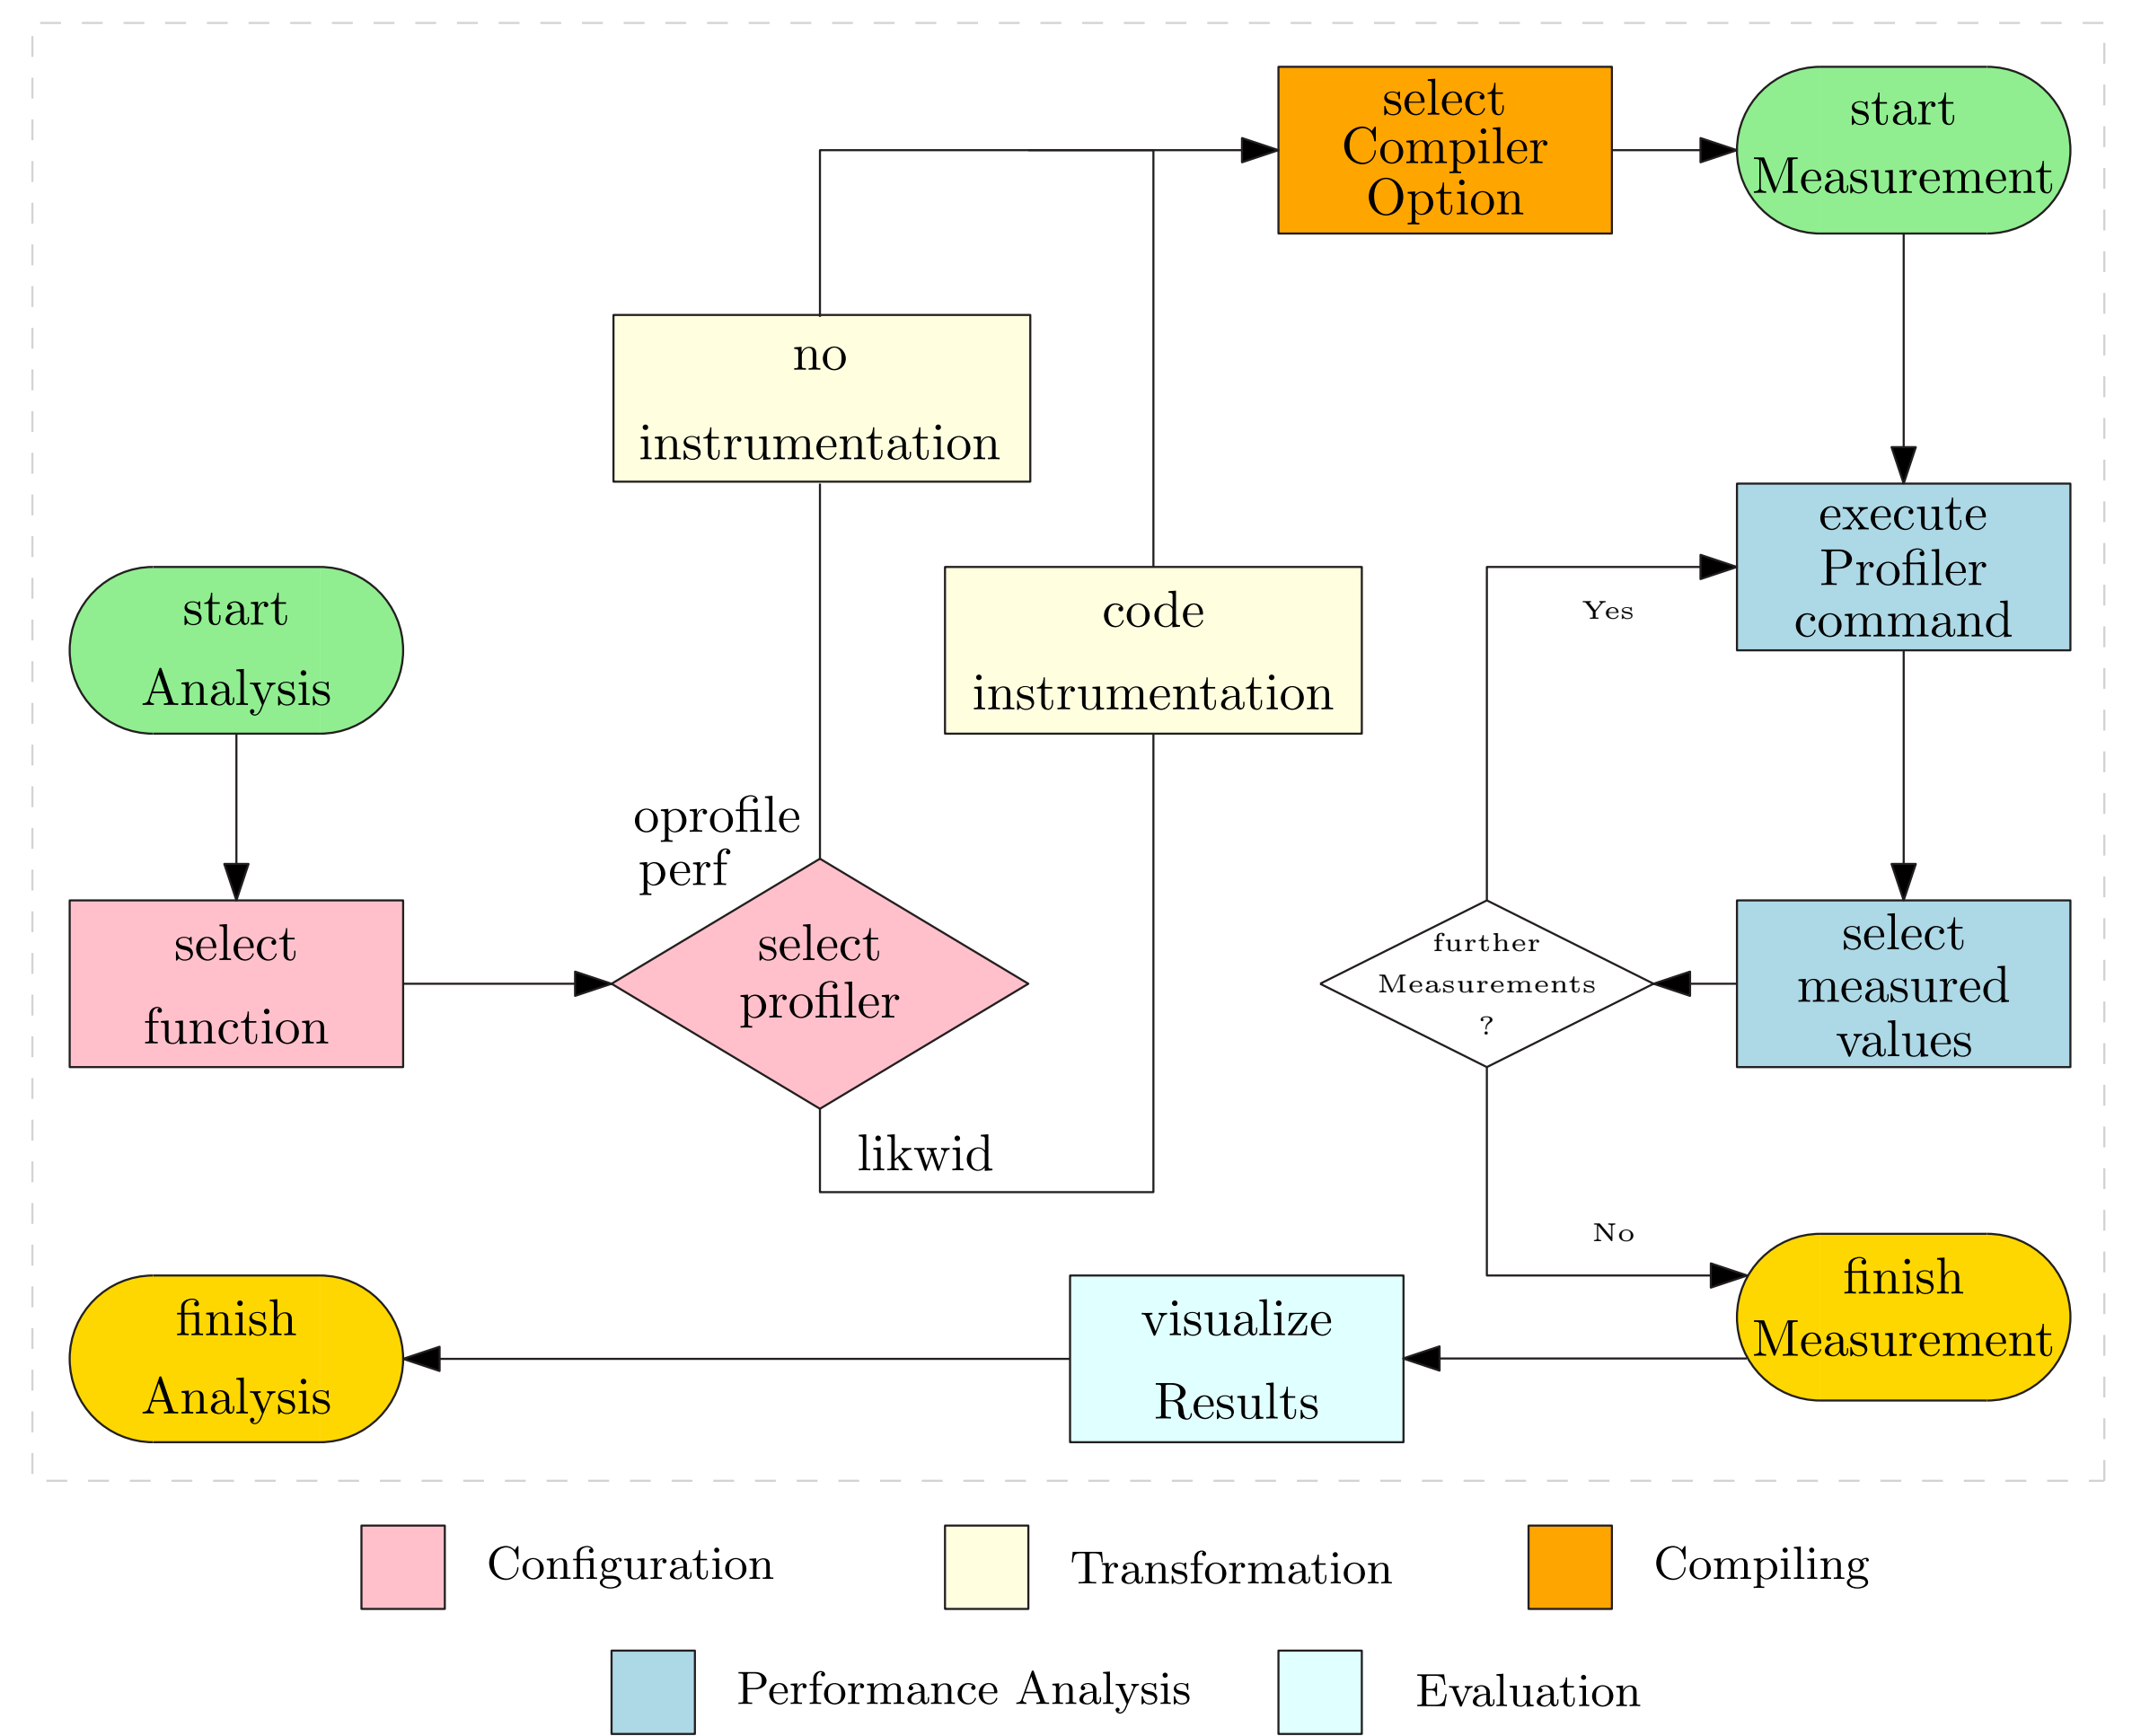 select
Compiler
Option
start
Measurement
no
instrumentation
execute
Profiler
command
Yes
start
Analysis
code
instrumentation
oprofile
perf
select
function
select
profiler
further
Measurements
?
select
measured
values
likwid
No
finish
Measurement
visualize
Results
finish
Analysis
Configuration
Transformation
Compiling
Performance Analysis
Evaluation